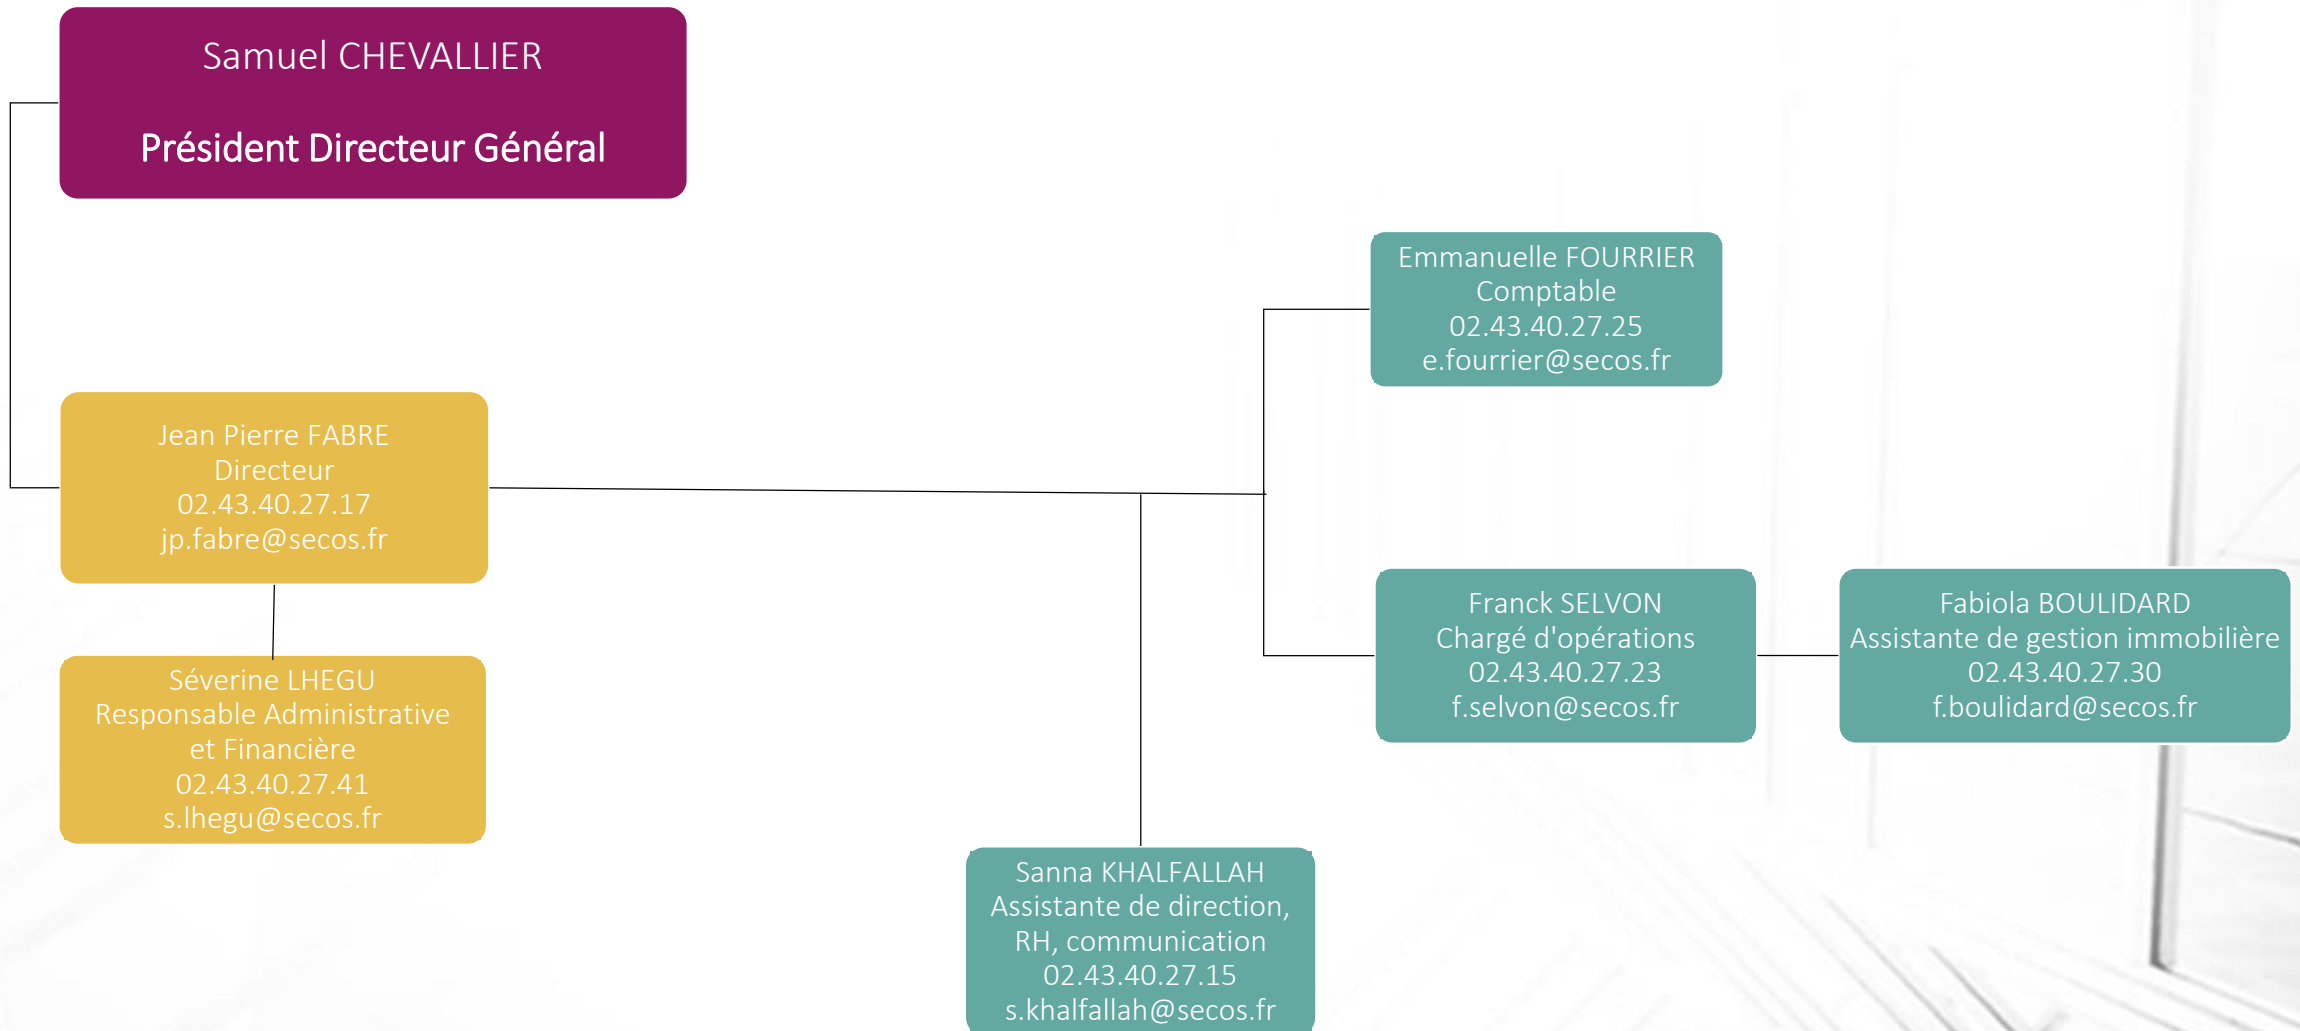 Samuel CHEVALLIER
Président Directeur Général
Emmanuelle FOURRIER
Comptable
02.43.40.27.25
e.fourrier@secos.fr
Jean Pierre FABRE
Directeur
02.43.40.27.17
jp.fabre@secos.fr
Franck SELVON
Chargé d'opérations
02.43.40.27.23
f.selvon@secos.fr
Fabiola BOULIDARD
Assistante de gestion immobilière
02.43.40.27.30
f.boulidard@secos.fr
Séverine LHEGU
Responsable Administrative
et Financière
02.43.40.27.41
s.lhegu@secos.fr
Sanna KHALFALLAH
Assistante de direction,
RH, communication
02.43.40.27.15
s.khalfallah@secos.fr